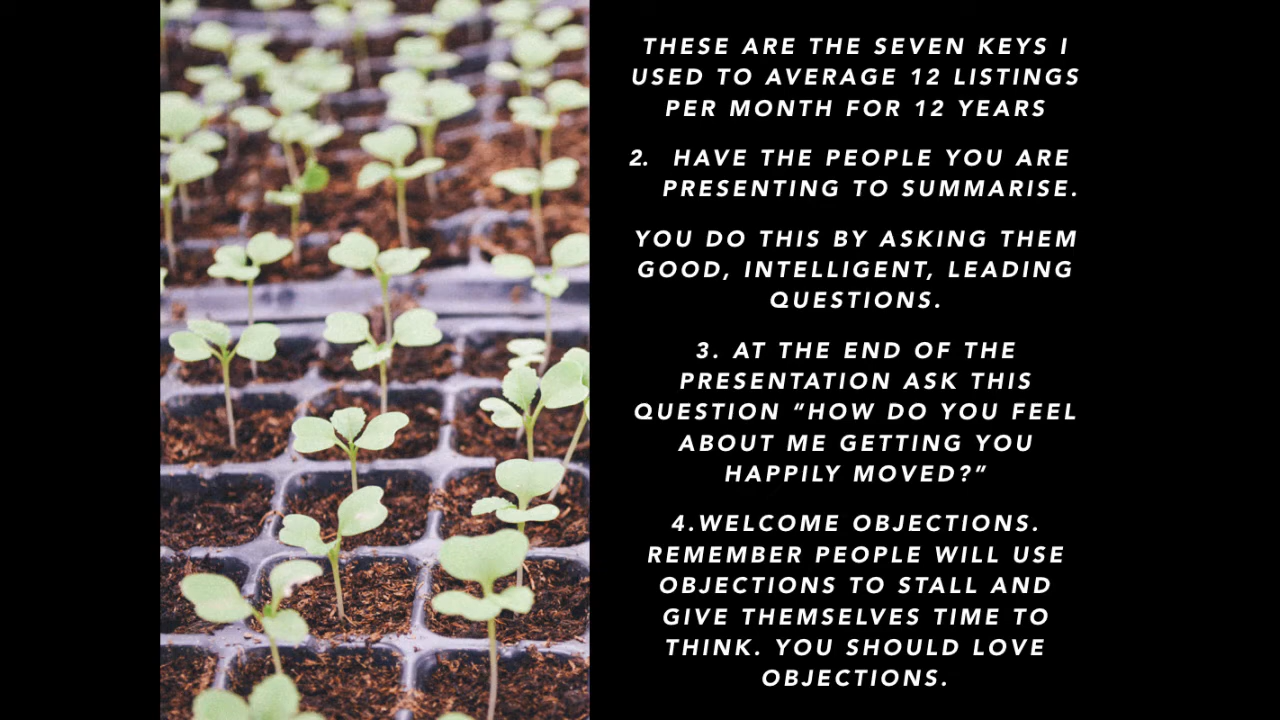 THESE ARE THE SEVEN KEYS I
USED TO AVERAGE 12 LISTINGS
PER MONTH FOR 12 YEARS
2. HAVE THE PEOPLE YOU ARE
PRESENTING TO SUMMARISE.
YOU DO THIS BY ASKING THEM
GOOD, INTELLIGENT, LEADING
QUESTIONS.
3. AT THE END OF THE
PRESENTATION ASK THIS
QUESTION “HOW DO YOU FEEL
ABOUT ME GETTING YOU
HAPPILY MOVED?”
4.WELCOME OBJECTIONS.
REMEMBER PEOPLE WILL USE
OBJECTIONS TO STALL AND
GIVE THEMSELVES TIME TO
THINK. YOU SHOULD LOVE
OBJECTIONS.